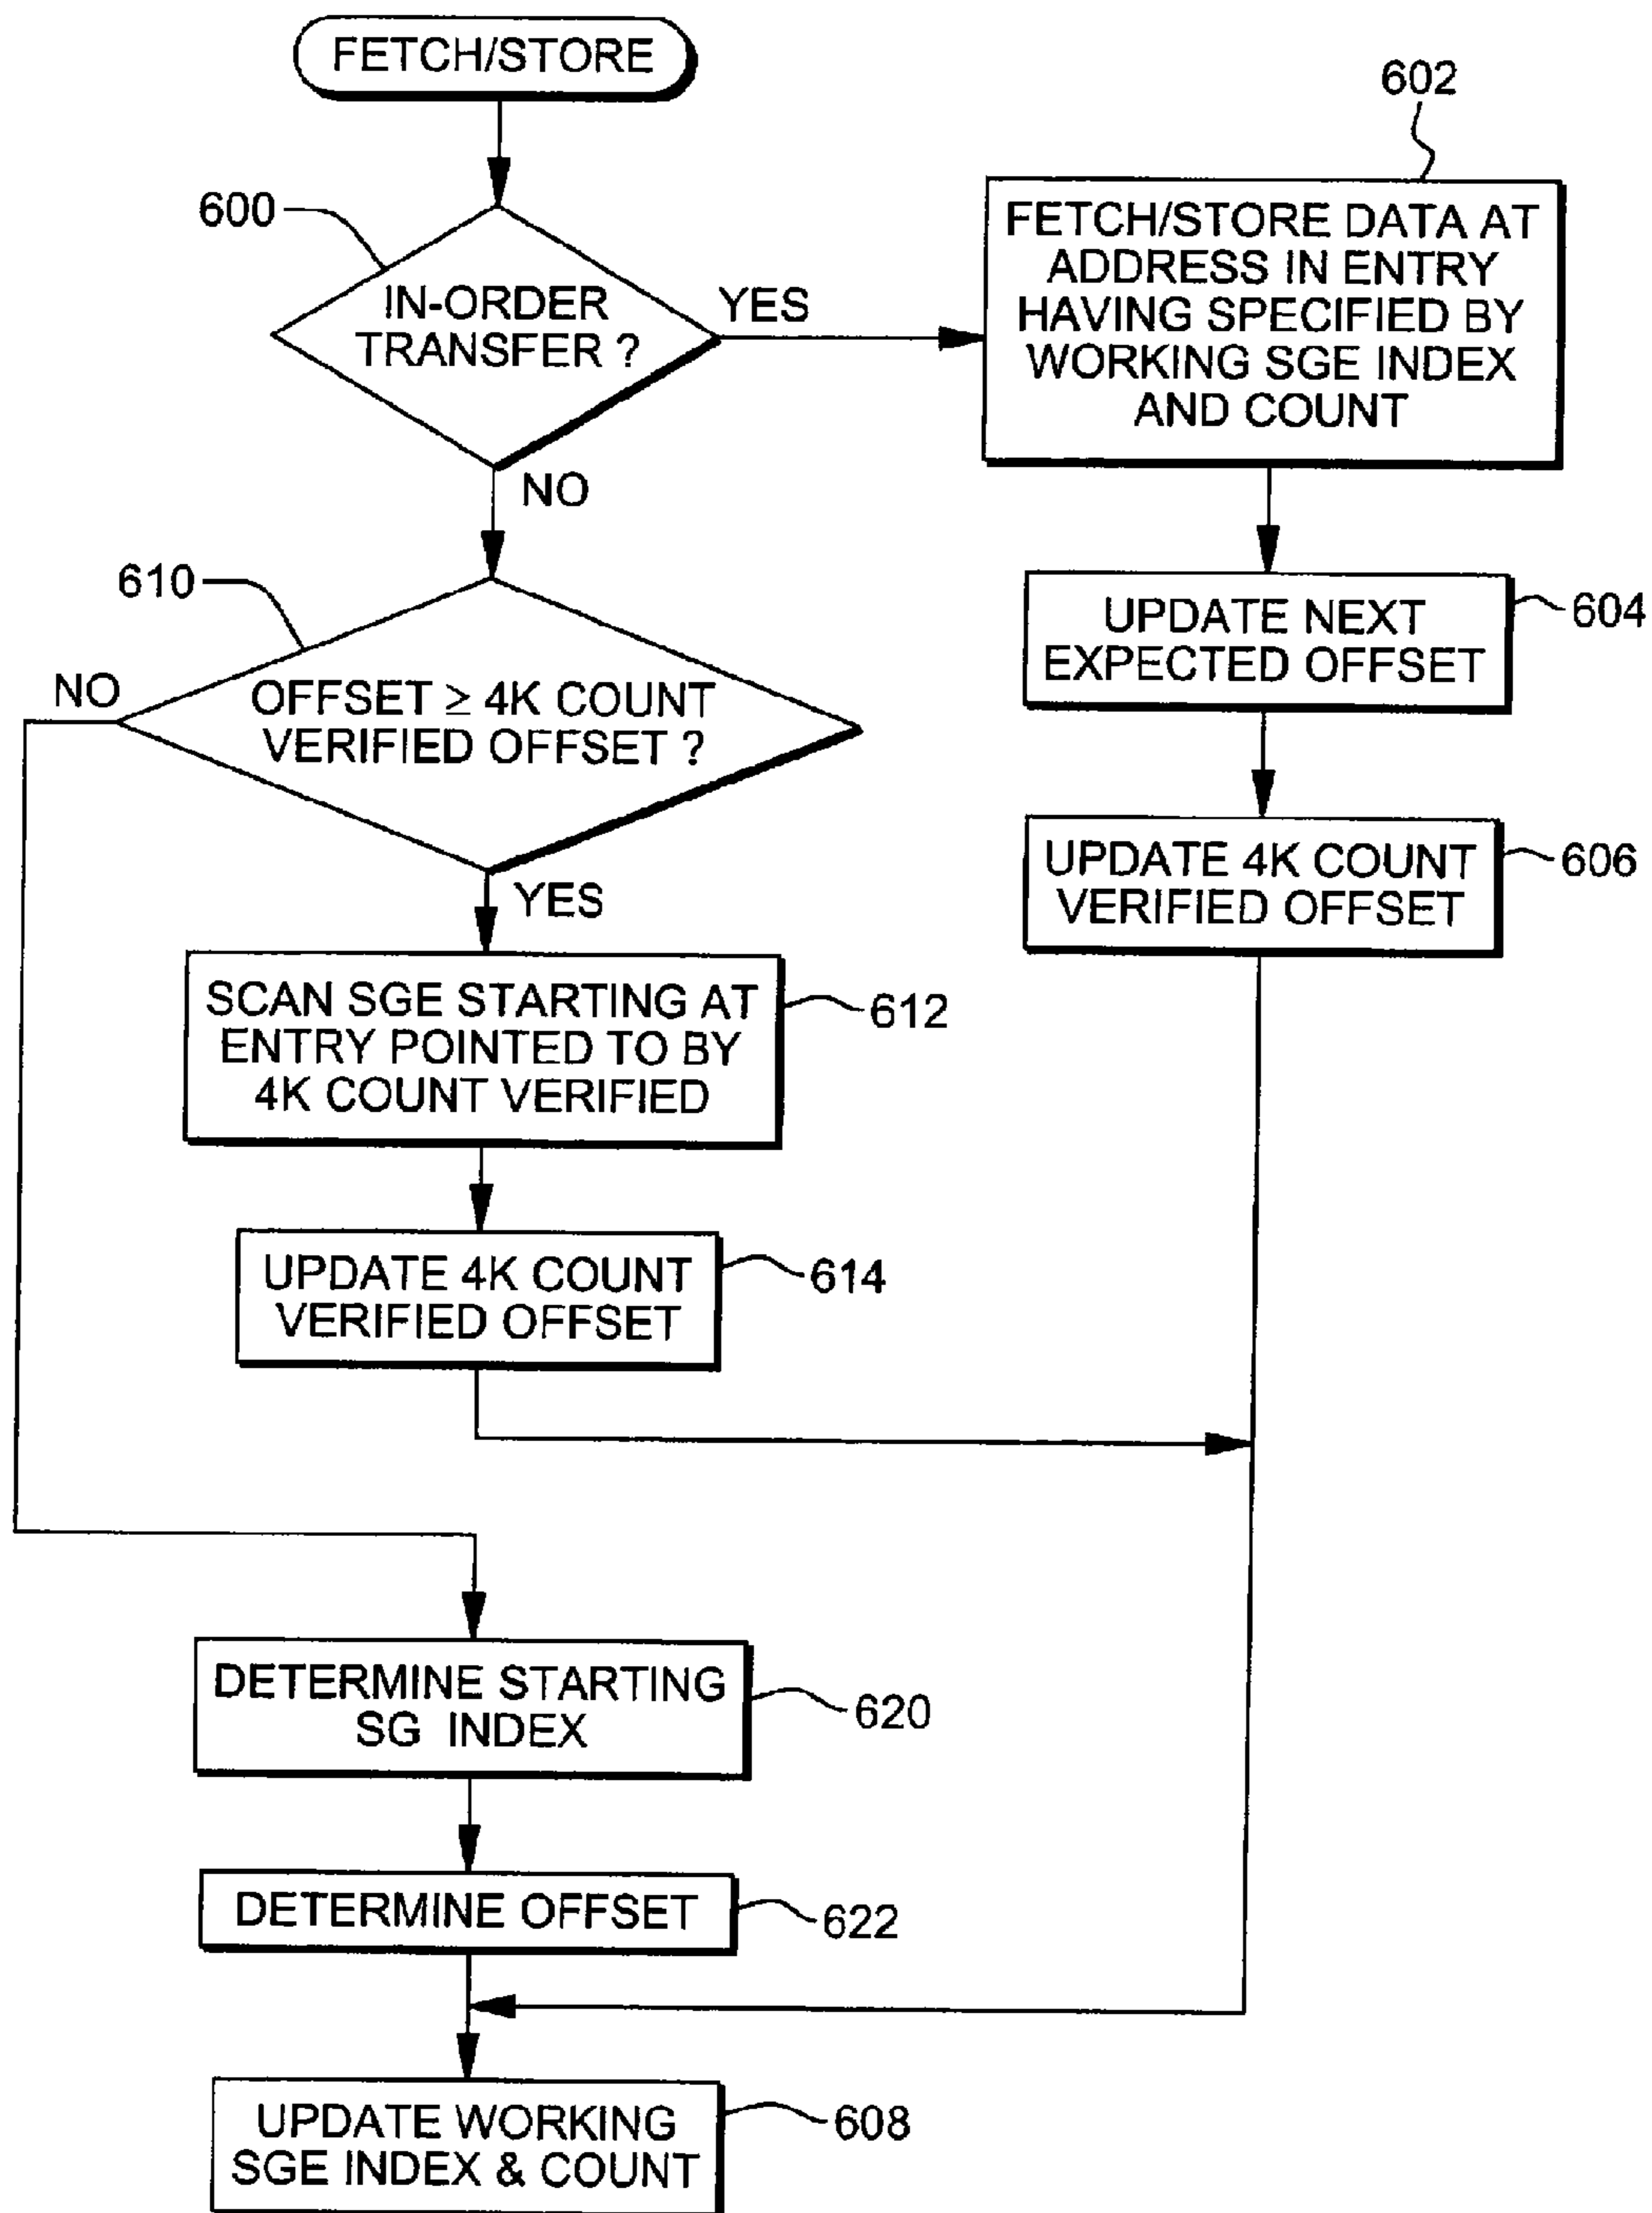 FETCH/STORE
602
600
IN-ORDER
TRANSFER ?
YES
NO
FETCH/STORE DATA AT
ADDRESS IN ENTRY
HAVING SPECIFIED BY
WORKING SGE INDEX
AND COUNT
UPDATE NEXT
EXPECTED OFFSET
604
UPDATE 4K COUNT
VERIFIED OFFSET
606
610
NO
OFFSET ≥ 4K COUNT
VERIFIED OFFSET ?
YES
SCAN SGE STARTING AT
ENTRY POINTED TO BY
4K COUNT VERIFIED
612
UPDATE 4K COUNT
VERIFIED OFFSET
614
DETERMINE STARTING
SG INDEX
620
DETERMINE OFFSET
622
UPDATE WORKING
SGE INDEX & COUNT
608